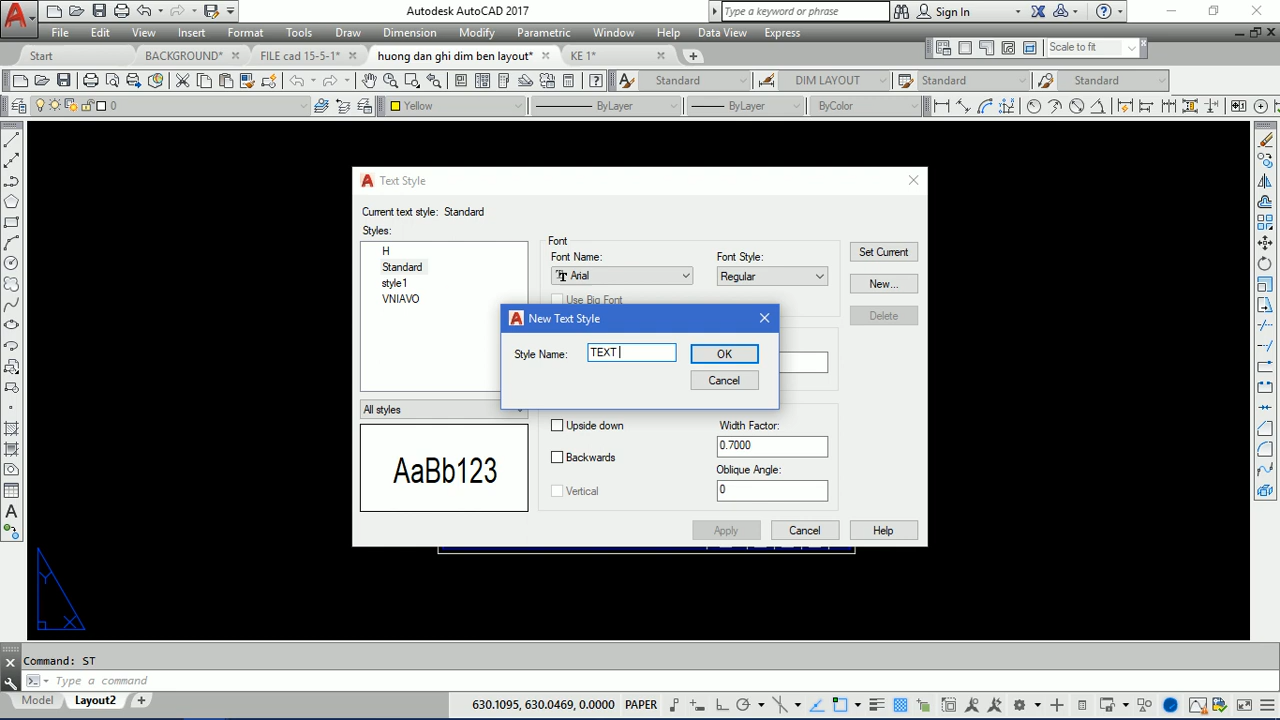 Autodesk AutoCAD 2017
Type a keyword or phrase
Sign In
File Edit View Insert Format Tools Draw Dimension Modify Parametric Window Help Data View Express
Scale to fit
Start BACKGROUND* FILE cad 15-5-1* huong dan ghi dim ben layout* KE 1*
Standard DIM LAYOUT Standard Standard
0 Yellow ByLayer ByLayer ByColor
Text Style
Current text style: Standard
Styles:
H
Standard
style1
VNIAVO
All styles
AaBb123
Font
Font Name:
Arial
Use Big Font
Font Style:
Regular
Set Current
New...
Delete
New Text Style
Style Name:
TEXT
OK
Cancel
Upside down
Backwards
Vertical
Width Factor:
0.7000
Oblique Angle:
0
Apply Cancel Help
Y
X
Command: ST
Type a command
Model Layout2
630.1095, 630.0469, 0.0000 PAPER